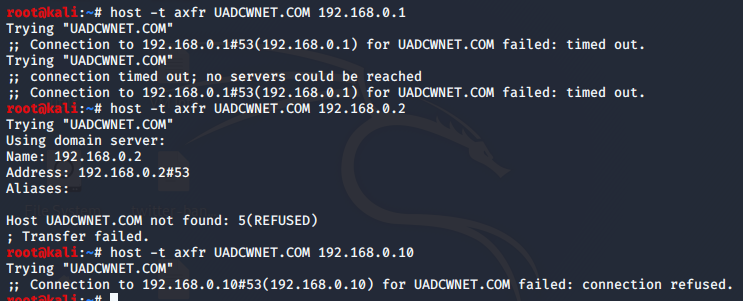 root@kali:~# host -t axfr UADCWNET.COM 192.168.0.1
Trying "UADCWNET.COM"
;; Connection to 192.168.0.1#53(192.168.0.1) for UADCWNET.COM failed: timed out.
Trying "UADCWNET.COM"
;; connection timed out; no servers could be reached
;; Connection to 192.168.0.1#53(192.168.0.1) for UADCWNET.COM failed: timed out.
root@kali:~# host -t axfr UADCWNET.COM 192.168.0.2
Trying "UADCWNET.COM"
Using domain server:
Name: 192.168.0.2
Address: 192.168.0.2#53
Aliases:
Host UADCWNET.COM not found: 5(REFUSED)
; Transfer failed.
root@kali:~# host -t axfr UADCWNET.COM 192.168.0.10
Trying "UADCWNET.COM"
;; Connection to 192.168.0.10#53(192.168.0.10) for UADCWNET.COM failed: connection refused.
root@kali:~#